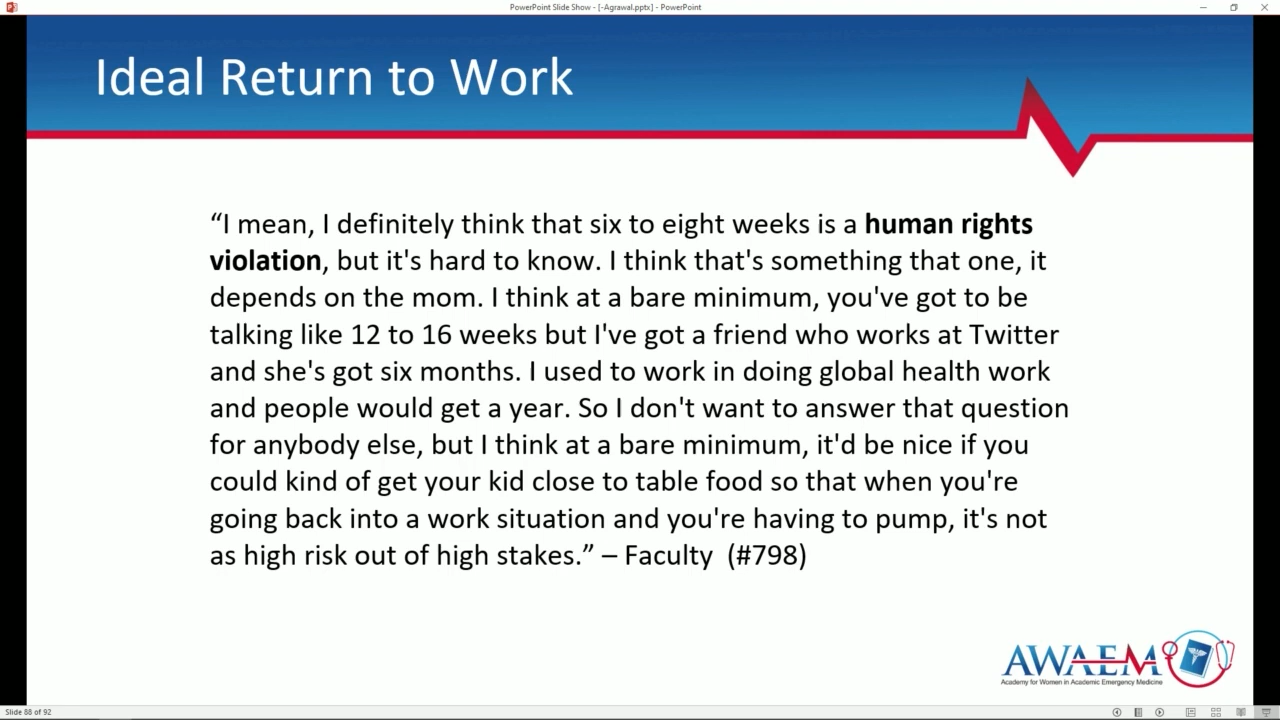 PowerPoint Slide Show - [-Agrawal.pptx] - PowerPoint
Ideal Return to Work
“I mean, I definitely think that six to eight weeks is a human rights
violation, but it's hard to know. I think that's something that one, it
depends on the mom. I think at a bare minimum, you've got to be
talking like 12 to 16 weeks but I've got a friend who works at Twitter
and she's got six months. I used to work in doing global health work
and people would get a year. So I don't want to answer that question
for anybody else, but I think at a bare minimum, it'd be nice if you
could kind of get your kid close to table food so that when you're
going back into a work situation and you're having to pump, it's not
as high risk out of high stakes.” – Faculty (#798)
AWAEM
Academy for Women in Academic Emergency Medicine
Slide 88 of 92